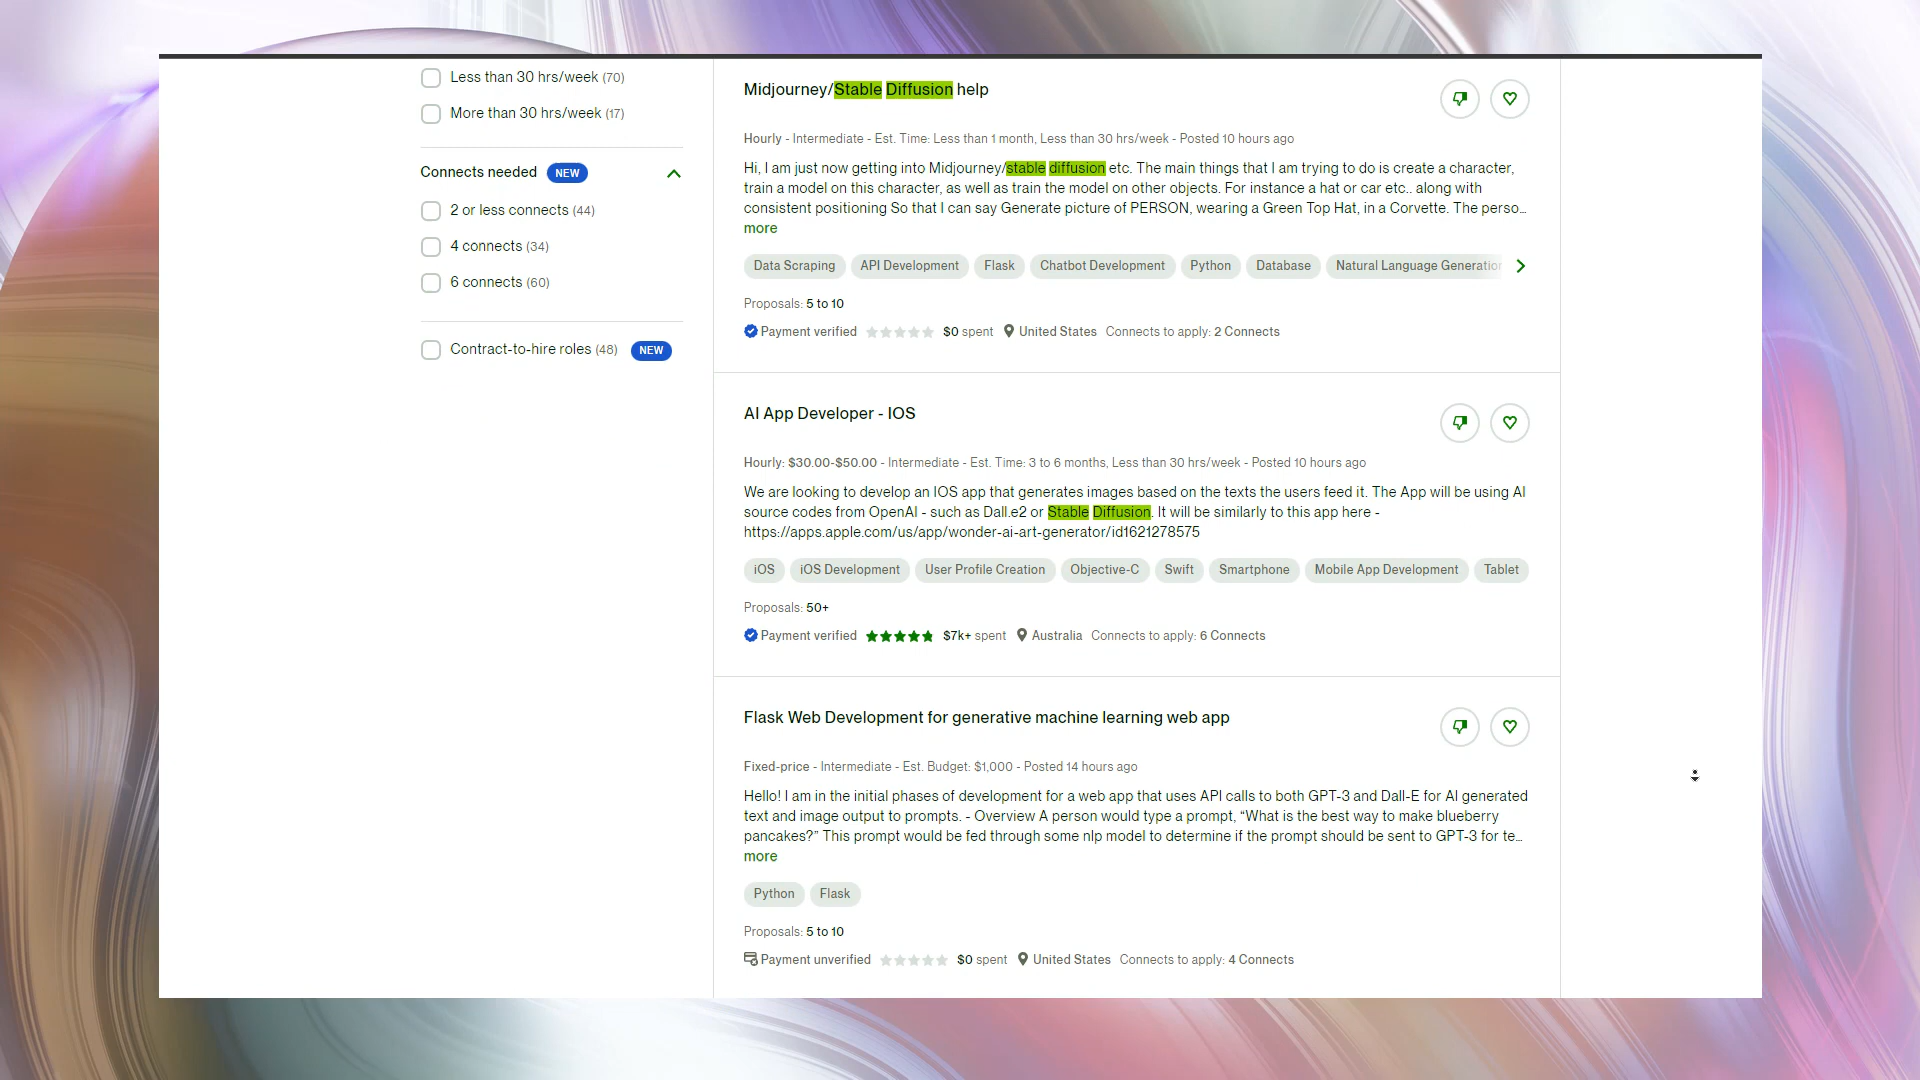 Less than 30 hrs/week (70)
More than 30 hrs/week (17)
Connects needed NEW
2 or less connects (44)
4 connects (34)
6 connects (60)
Contract-to-hire roles (48) NEW
Midjourney/Stable Diffusion help
Hourly - Intermediate - Est. Time: Less than 1 month, Less than 30 hrs/week - Posted 10 hours ago
Hi, I am just now getting into Midjourney/stable diffusion etc. The main things that I am trying to do is create a character,
train a model on this character, as well as train the model on other objects. For instance a hat or car etc.. along with
consistent positioning So that I can say Generate picture of PERSON, wearing a Green Top Hat, in a Corvette. The perso...
more
Data Scraping API Development Flask Chatbot Development Python Database Natural Language Generation
Proposals: 5 to 10
Payment verified $0 spent United States Connects to apply: 2 Connects
AI App Developer - IOS
Hourly: $30.00-$50.00 - Intermediate - Est. Time: 3 to 6 months, Less than 30 hrs/week - Posted 10 hours ago
We are looking to develop an IOS app that generates images based on the texts the users feed it. The App will be using AI
source codes from OpenAI - such as Dall.e2 or Stable Diffusion. It will be similarly to this app here -
https://apps.apple.com/us/app/wonder-ai-art-generator/id1621278575
iOS iOS Development User Profile Creation Objective-C Swift Smartphone Mobile App Development Tablet
Proposals: 50+
Payment verified $7k+ spent Australia Connects to apply: 6 Connects
Flask Web Development for generative machine learning web app
Fixed-price - Intermediate - Est. Budget: $1,000 - Posted 14 hours ago
Hello! I am in the initial phases of development for a web app that uses API calls to both GPT-3 and Dall-E for AI generated
text and image output to prompts. - Overview A person would type a prompt, “What is the best way to make blueberry
pancakes?” This prompt would be fed through some nlp model to determine if the prompt should be sent to GPT-3 for te...
more
Python Flask
Proposals: 5 to 10
Payment unverified $0 spent United States Connects to apply: 4 Connects